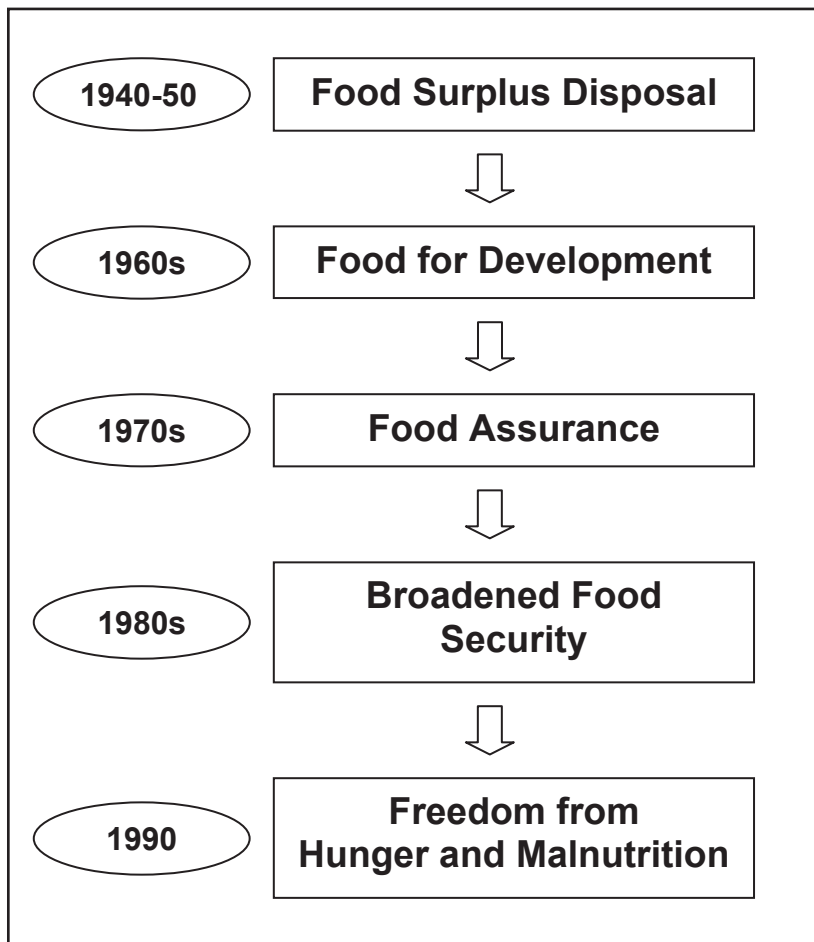 1940-50
Food Surplus Disposal
1960s
Food for Development
1970s
Food Assurance
1980s
Broadened Food
Security
1990
Freedom from
Hunger and Malnutrition